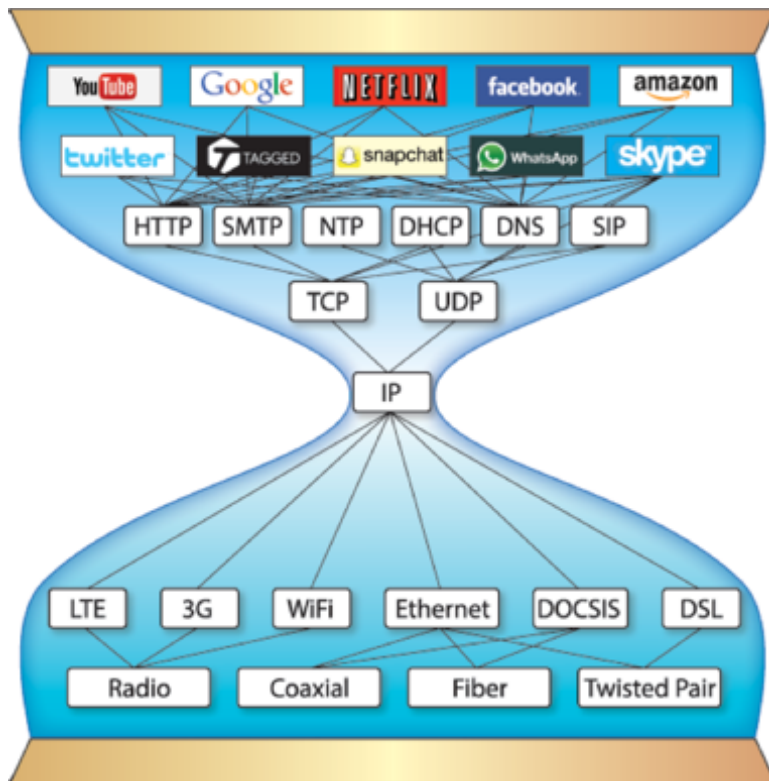 YouTube Google NETFLIX facebook. amazon
twitter TAGGED snapchat WhatsApp skype™
HTTP SMTP NTP DHCP DNS SIP
TCP UDP
IP
LTE 3G WiFi Ethernet DOCSIS DSL
Radio Coaxial Fiber Twisted Pair